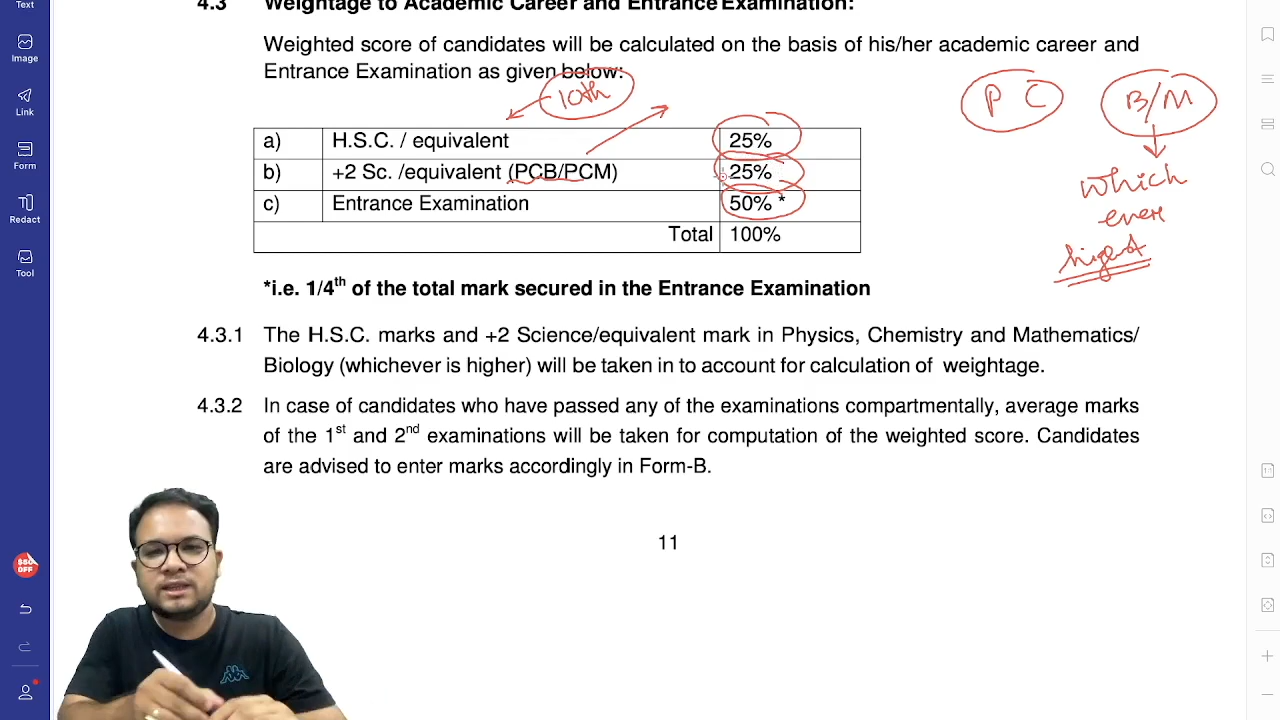 Text
Image
Link
Form
Redact
Tool
$80
OFF
4.3 Weightage to Academic Career and Entrance Examination:
Weighted score of candidates will be calculated on the basis of his/her academic career and
Entrance Examination as given below:
10th
P C B/M
which
ever
higest
a) H.S.C. / equivalent 25%
b) +2 Sc. /equivalent (PCB/PCM) 25%
c) Entrance Examination 50% *
Total 100%
*i.e. 1/4th of the total mark secured in the Entrance Examination
4.3.1 The H.S.C. marks and +2 Science/equivalent mark in Physics, Chemistry and Mathematics/
Biology (whichever is higher) will be taken in to account for calculation of weightage.
4.3.2 In case of candidates who have passed any of the examinations compartmentally, average marks
of the 1st and 2nd examinations will be taken for computation of the weighted score. Candidates
are advised to enter marks accordingly in Form-B.
11